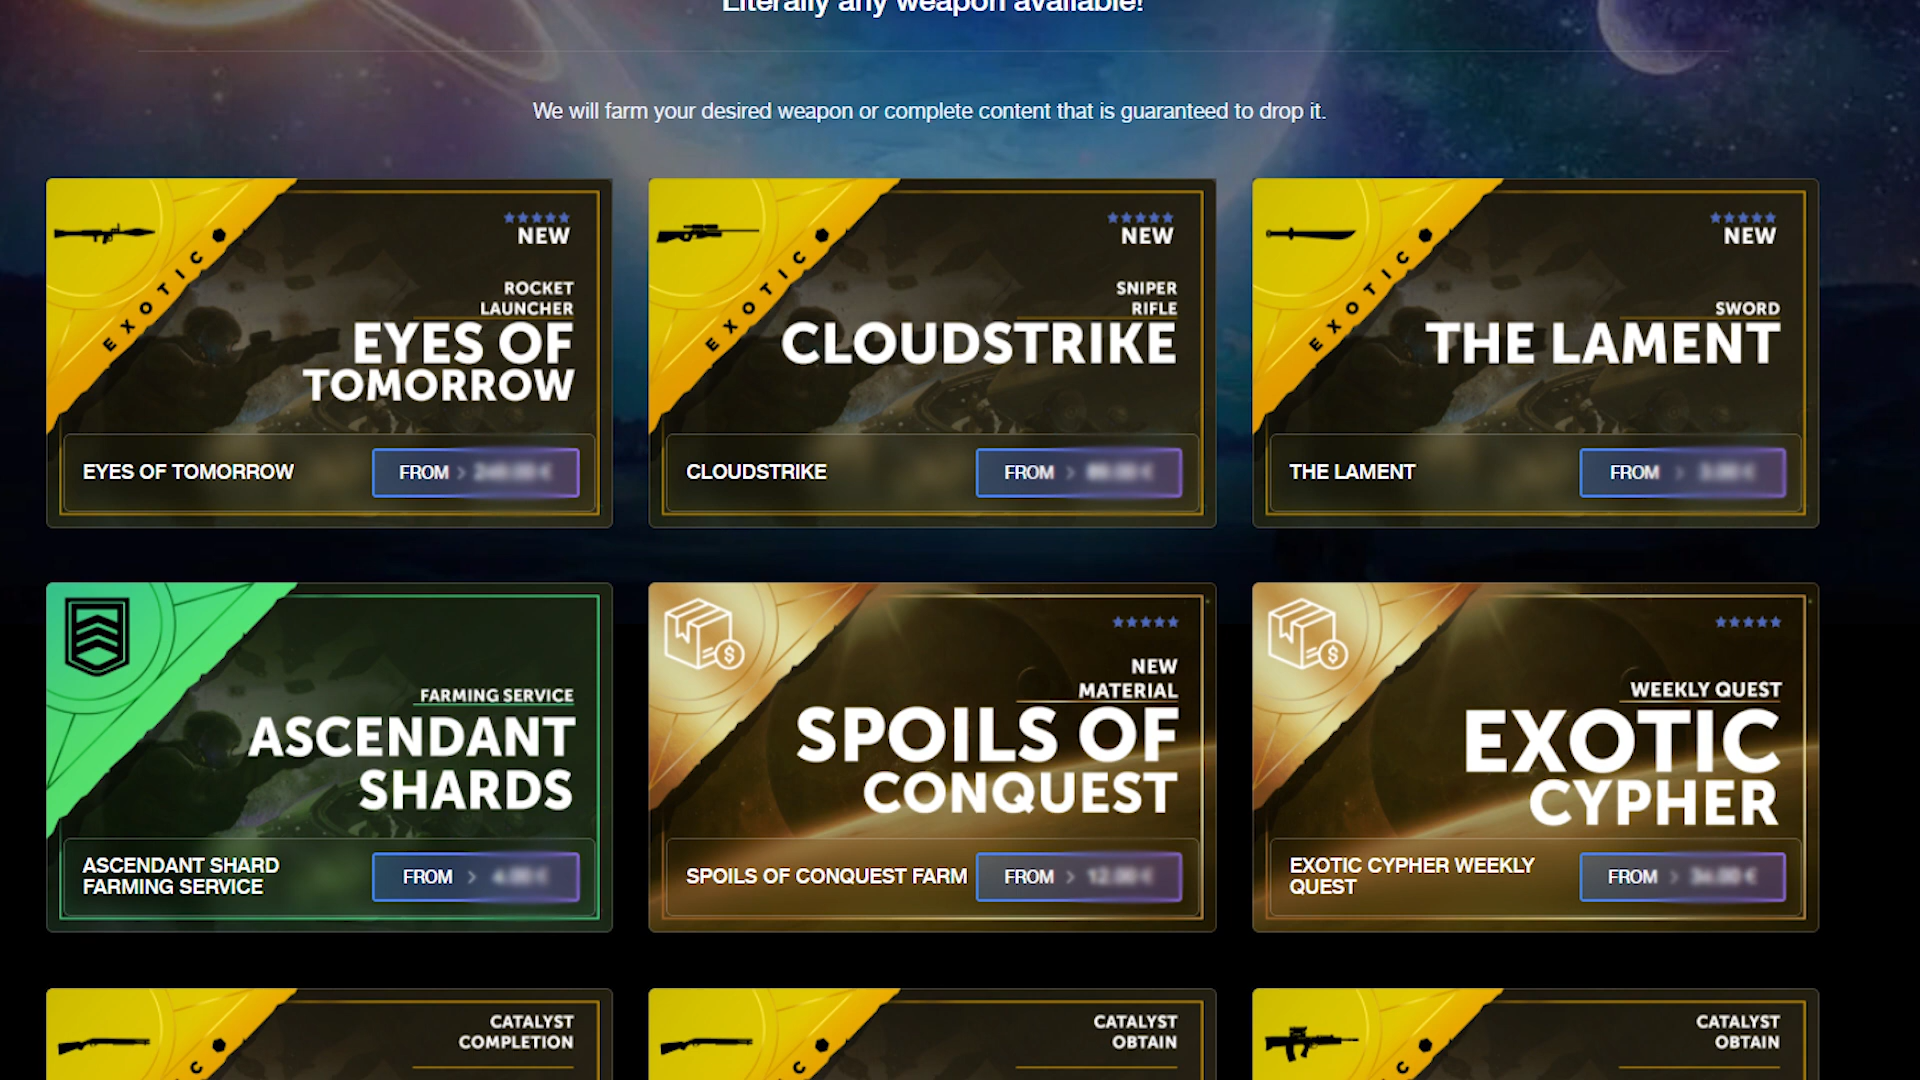 Literally any weapon available!
We will farm your desired weapon or complete content that is guaranteed to drop it.
EXOTIC
NEW
ROCKET
LAUNCHER
EYES OF
TOMORROW
EYES OF TOMORROW
FROM >
EXOTIC
NEW
SNIPER
RIFLE
CLOUDSTRIKE
CLOUDSTRIKE
FROM >
EXOTIC
NEW
SWORD
THE LAMENT
THE LAMENT
FROM >
FARMING SERVICE
ASCENDANT
SHARDS
ASCENDANT SHARD
FARMING SERVICE
FROM >
NEW
MATERIAL
SPOILS OF
CONQUEST
SPOILS OF CONQUEST FARM
FROM >
WEEKLY QUEST
EXOTIC
CYPHER
EXOTIC CYPHER WEEKLY
QUEST
FROM >
CATALYST
COMPLETION
C
CATALYST
OBTAIN
C
CATALYST
OBTAIN
C